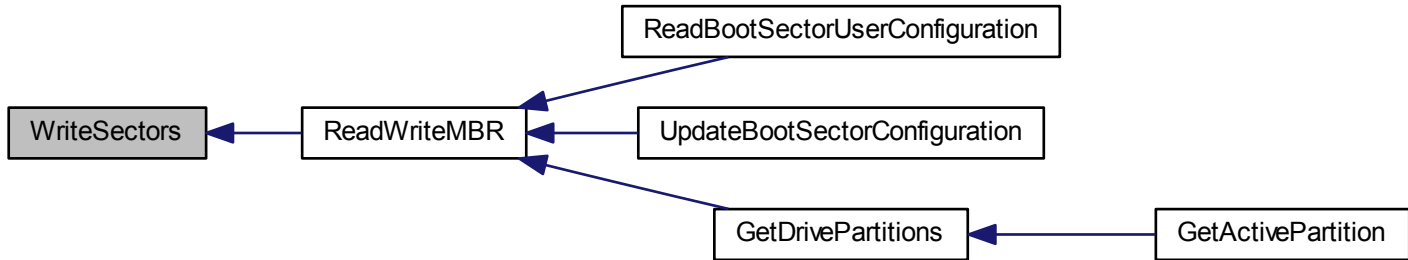 ReadBootSectorUserConfiguration
WriteSectors
ReadWriteMBR
UpdateBootSectorConfiguration
GetDrivePartitions
GetActivePartition